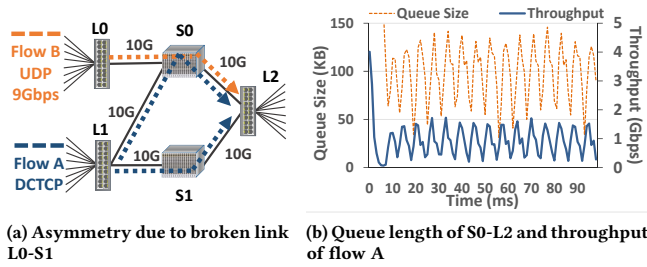 L0
S0
10G
10G
L2
Flow B
UDP
9Gbps
L1
10G
10G
10G
Flow A
DCTCP
S1
(a) Asymmetry due to broken link
L0-S1
Queue Size
Throughput
150
100
50
0
Queue Size (KB)
5
4
3
2
1
0
Throughput
(Gbps)
0 10 20 30 40 50 60 70 80 90
Time (ms)
(b) Queue length of S0-L2 and throughput
of flow A